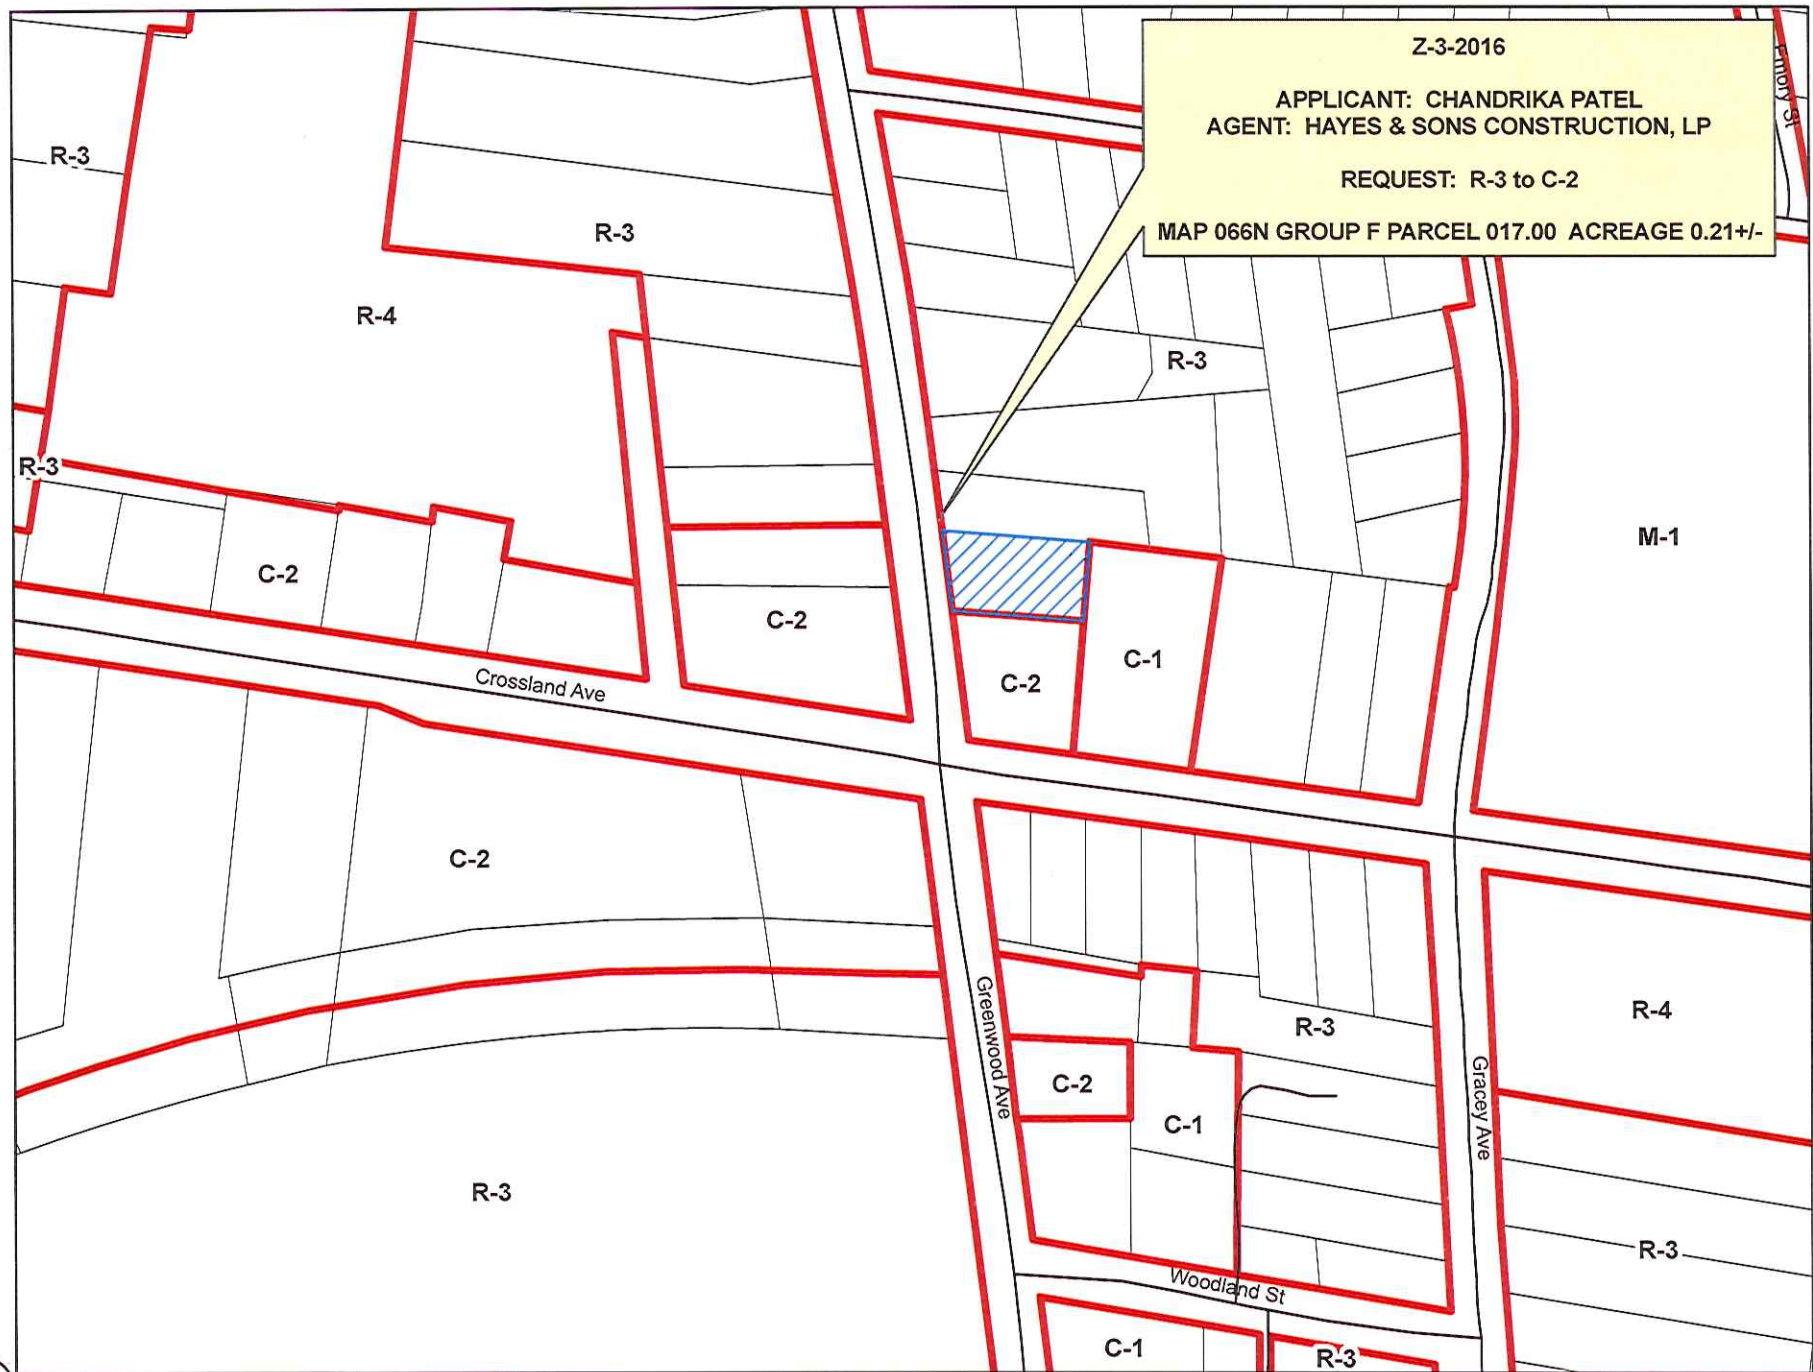 Z-3-2016
APPLICANT: CHANDRIKA PATEL
AGENT: HAYES & SONS CONSTRUCTION, LP
REQUEST: R-3 to C-2
MAP 066N GROUP F PARCEL 017.00 ACREAGE 0.21+/-
Emory St
R-3
R-3
R-4
R-3
R-3
M-1
C-2
C-2
C-2
C-1
Crossland Ave
C-2
Greenwood Ave
R-3
R-4
C-2
C-1
Gracey Ave
R-3
R-3
Woodland St
C-1
R-3